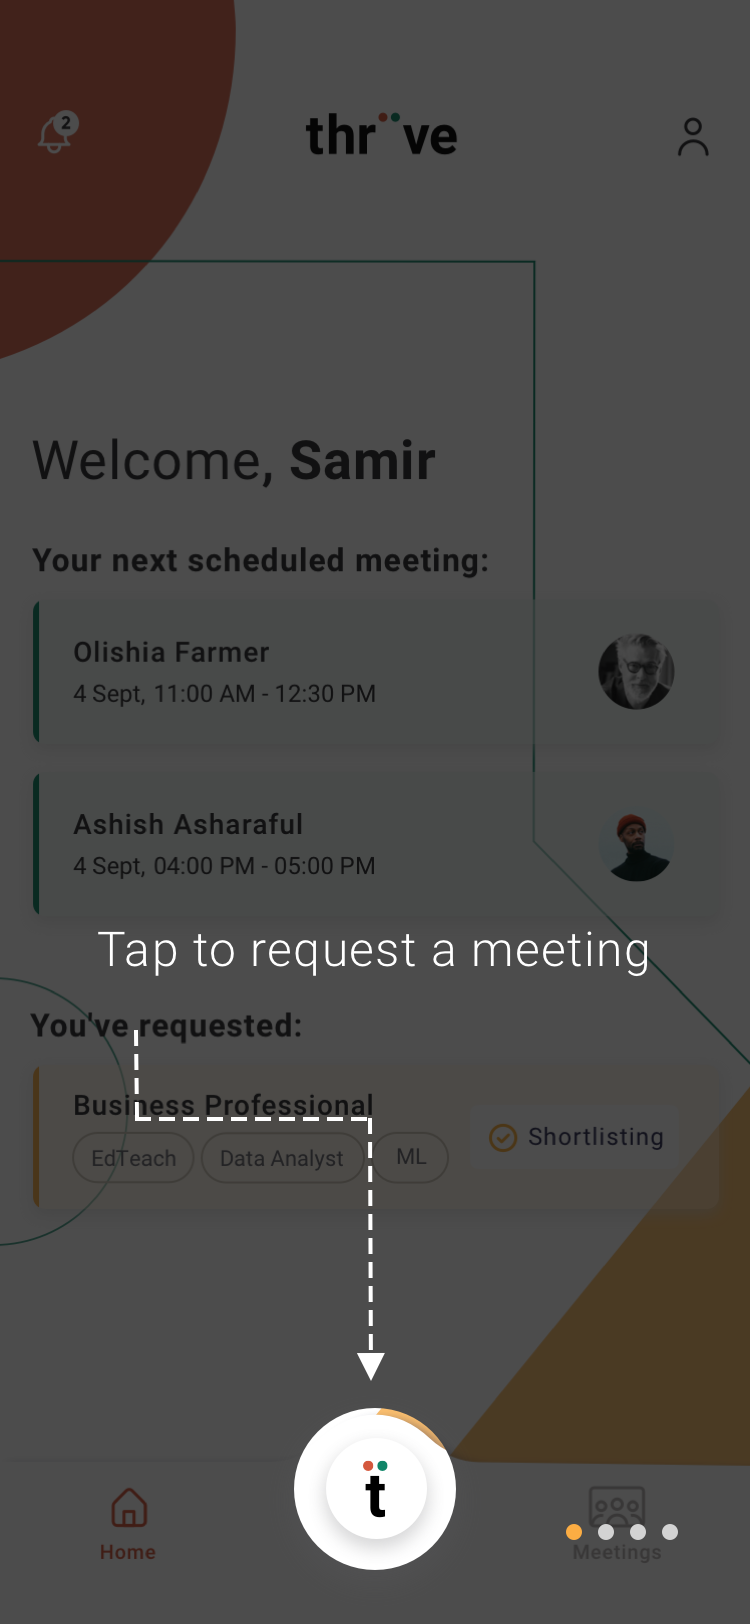 2
thrïve
Welcome, Samir
Your next scheduled meeting:
Olishia Farmer
4 Sept, 11:00 AM - 12:30 PM
Ashish Asharaful
4 Sept, 04:00 PM - 05:00 PM
Tap to request a meeting
You've requested:
Business Professional
EdTeach Data Analyst ML
Shortlisting
ẗ
Home
Meetings